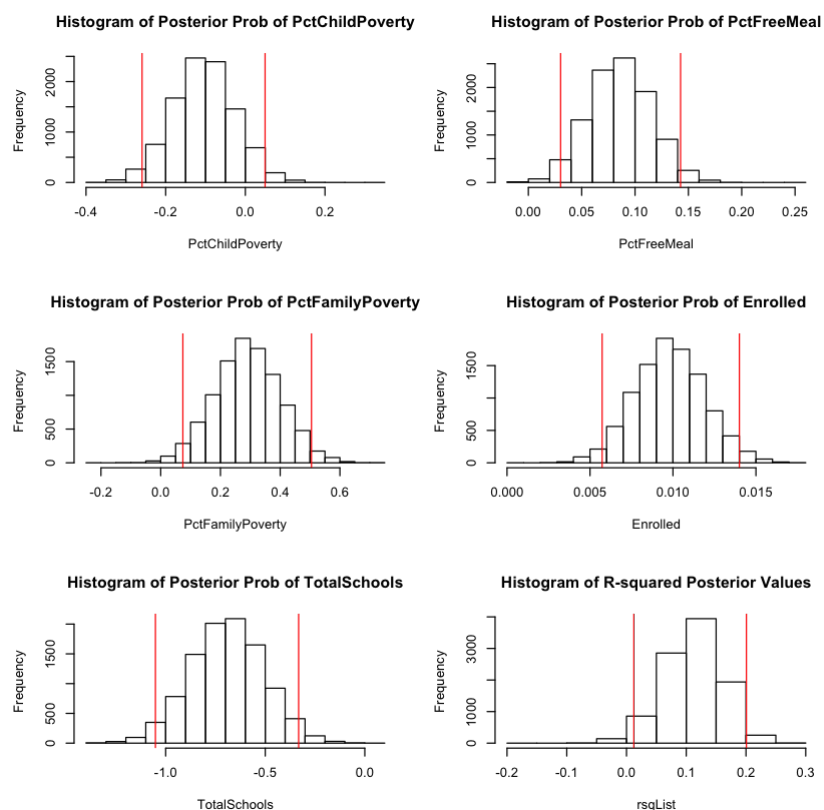 Histogram of Posterior Prob of PctChildPoverty
Frequency
0 1000 2000
-0.4 -0.2 0.0 0.2
PctChildPoverty
Histogram of Posterior Prob of PctFreeMeal
Frequency
0 1000 2000
0.00 0.05 0.10 0.15 0.20 0.25
PctFreeMeal
Histogram of Posterior Prob of PctFamilyPoverty
Frequency
0 500 1500
-0.2 0.0 0.2 0.4 0.6
PctFamilyPoverty
Histogram of Posterior Prob of Enrolled
Frequency
0 500 1500
0.000 0.005 0.010 0.015
Enrolled
Histogram of Posterior Prob of TotalSchools
Frequency
0 500 1500
-1.0 -0.5 0.0
TotalSchools
Histogram of R-squared Posterior Values
Frequency
0 1000 3000
-0.2 -0.1 0.0 0.1 0.2 0.3
rsqList